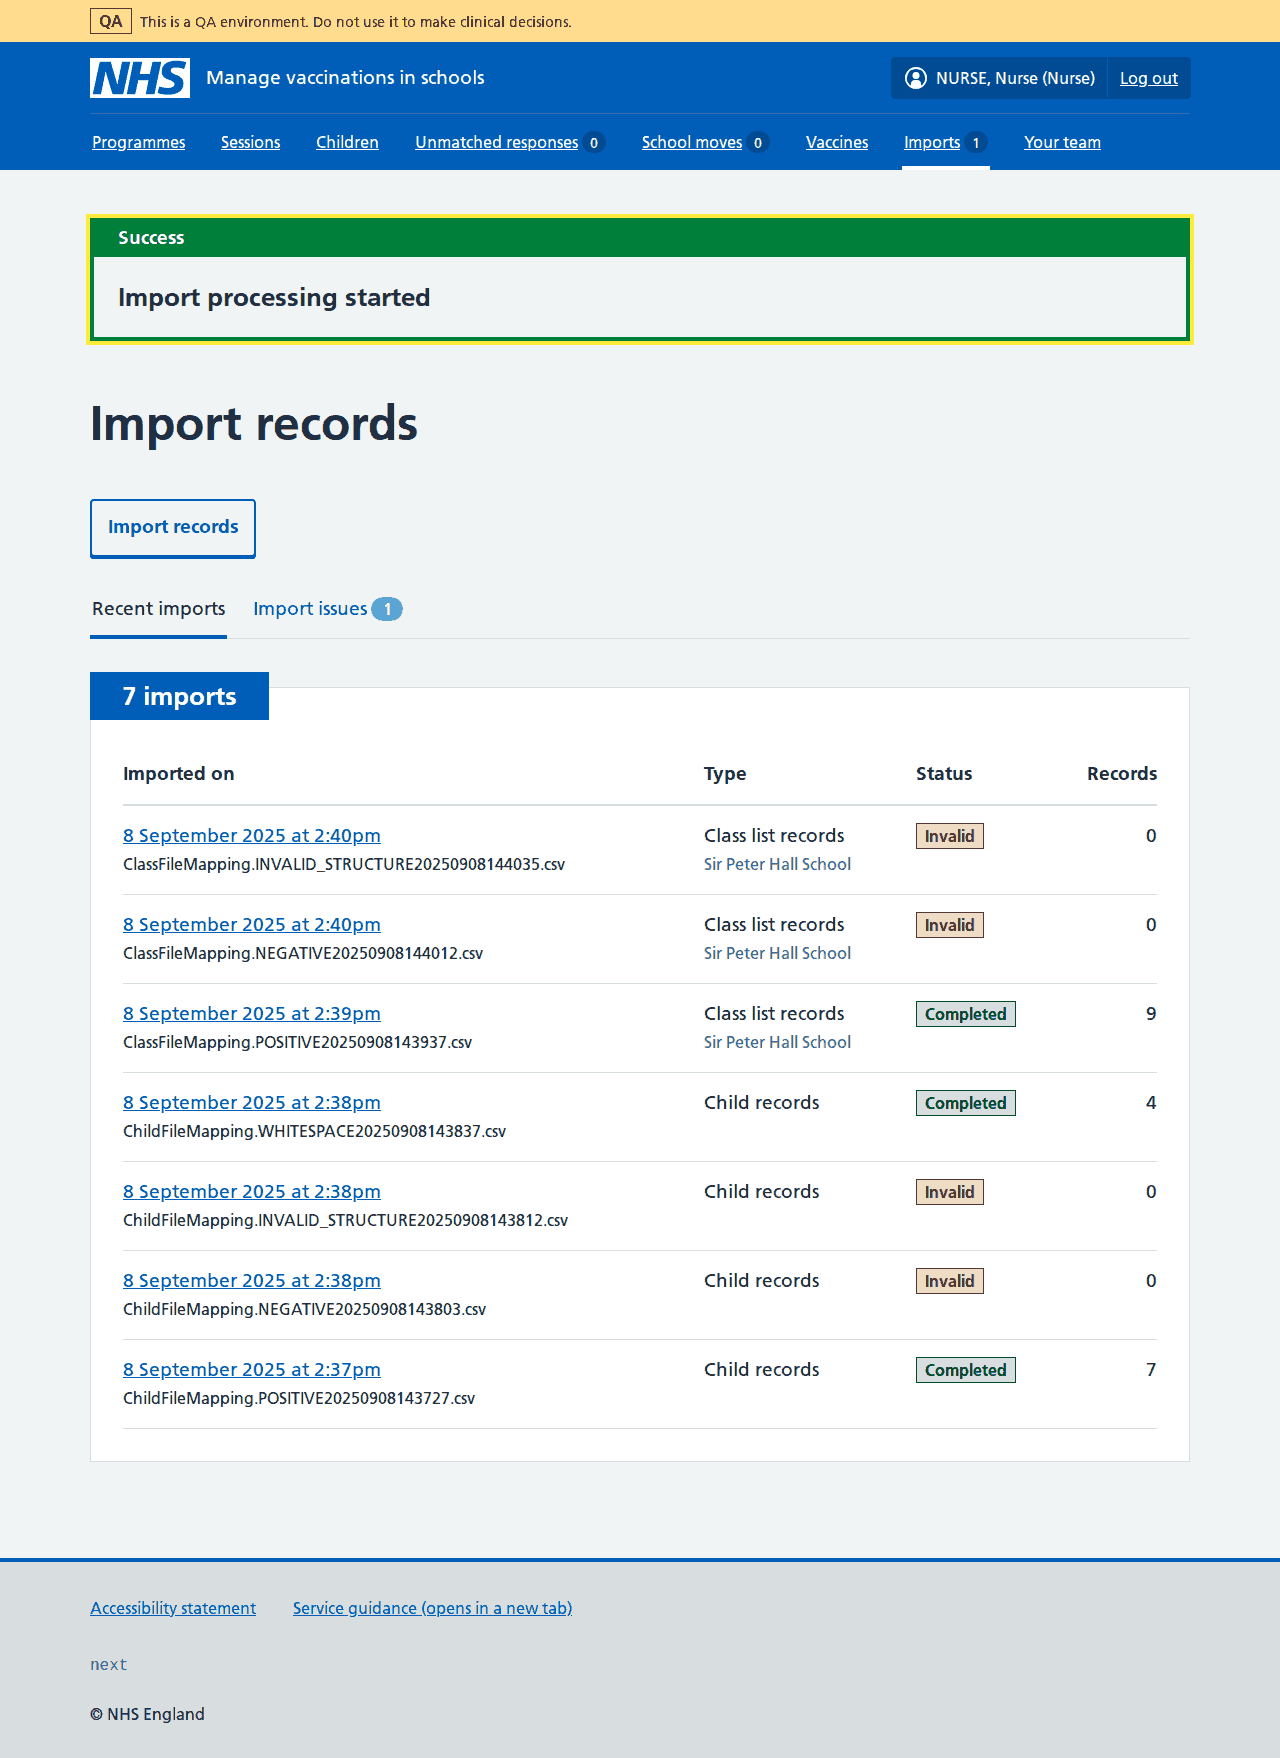 QA This is a QA environment. Do not use it to make clinical decisions.
NHS Manage vaccinations in schools NURSE, Nurse (Nurse) Log out
Programmes Sessions Children Unmatched responses 0 School moves 0 Vaccines Imports 1 Your team
Success
Import processing started
Import records
Import records
Recent imports Import issues 1
7 imports
Imported on Type Status Records
8 September 2025 at 2:40pm Class list records Invalid 0
ClassFileMapping.INVALID_STRUCTURE20250908144035.csv Sir Peter Hall School
8 September 2025 at 2:40pm Class list records Invalid 0
ClassFileMapping.NEGATIVE20250908144012.csv Sir Peter Hall School
8 September 2025 at 2:39pm Class list records Completed 9
ClassFileMapping.POSITIVE20250908143937.csv Sir Peter Hall School
8 September 2025 at 2:38pm Child records Completed 4
ChildFileMapping.WHITESPACE20250908143837.csv
8 September 2025 at 2:38pm Child records Invalid 0
ChildFileMapping.INVALID_STRUCTURE20250908143812.csv
8 September 2025 at 2:38pm Child records Invalid 0
ChildFileMapping.NEGATIVE20250908143803.csv
8 September 2025 at 2:37pm Child records Completed 7
ChildFileMapping.POSITIVE20250908143727.csv
Accessibility statement Service guidance (opens in a new tab)
next
© NHS England